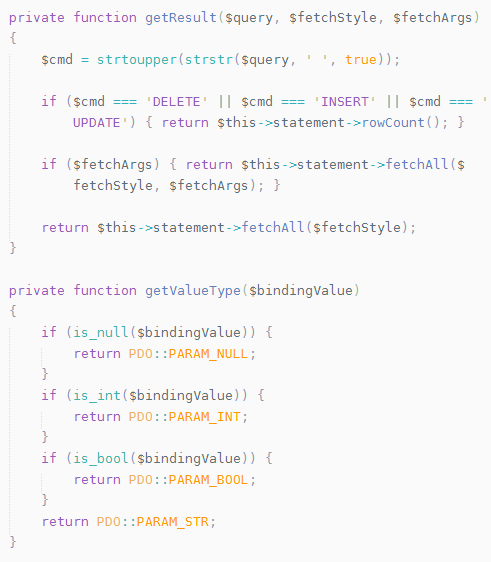 private function getResult($query, $fetchStyle, $fetchArgs)
{
    $cmd = strtoupper(strstr($query, ' ', true));

    if ($cmd === 'DELETE' || $cmd === 'INSERT' || $cmd === '
        UPDATE') { return $this->statement->rowCount(); }

    if ($fetchArgs) { return $this->statement->fetchAll($
        fetchStyle, $fetchArgs); }

    return $this->statement->fetchAll($fetchStyle);
}

private function getValueType($bindingValue)
{
    if (is_null($bindingValue)) {
        return PDO::PARAM_NULL;
    }
    if (is_int($bindingValue)) {
        return PDO::PARAM_INT;
    }
    if (is_bool($bindingValue)) {
        return PDO::PARAM_BOOL;
    }
    return PDO::PARAM_STR;
}